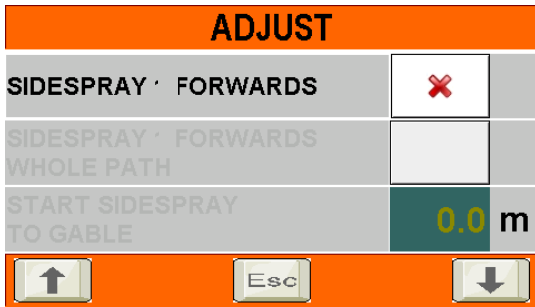 ADJUST
SIDESPRAY ' FORWARDS
SIDESPRAY ' FORWARDS
WHOLE PATH
START SIDESPRAY
TO GABLE
0.0 m
Esc